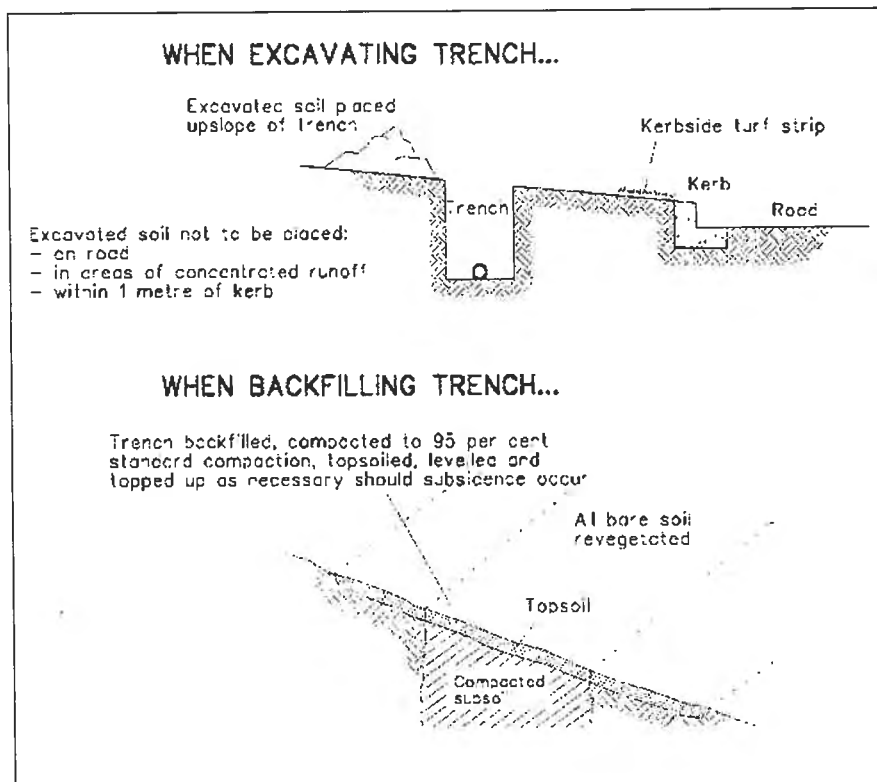 WHEN EXCAVATING TRENCH...
Excavated soil placed
upslope of trench
Kerbside turf strip
Kerb
Trench
Road
Excavated soil not to be placed:
- on road
- in areas of concentrated runoff
- within 1 metre of kerb
WHEN BACKFILLING TRENCH...
Trench backfilled, compacted to 95 per cent
standard compaction, topsoiled, levelled and
topped up as necessary should subsidence occur
All bare soil
revegetated
Topsoil
Compacted
subsoil